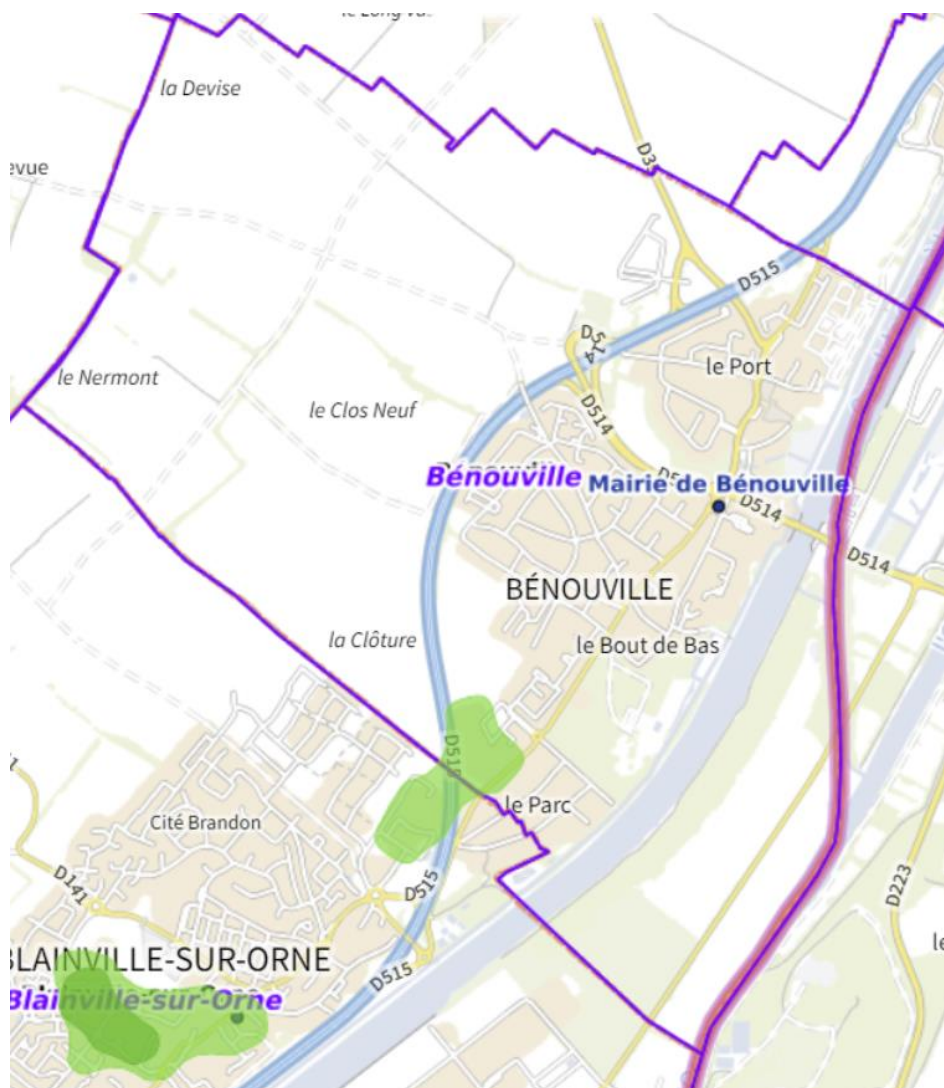 la Devise
evue
D515
le Nermont
le Port
le Clos Neuf
D514
D514
Bénouville
Mairie de Bénouville
D514
D514
BÉNOUVILLE
la Clôture
le Bout de Bas
D515
le Parc
Cité Brandon
D141
D515
D223
BLAINVILLE-SUR-ORNE
D515
Blainville-sur-Orne